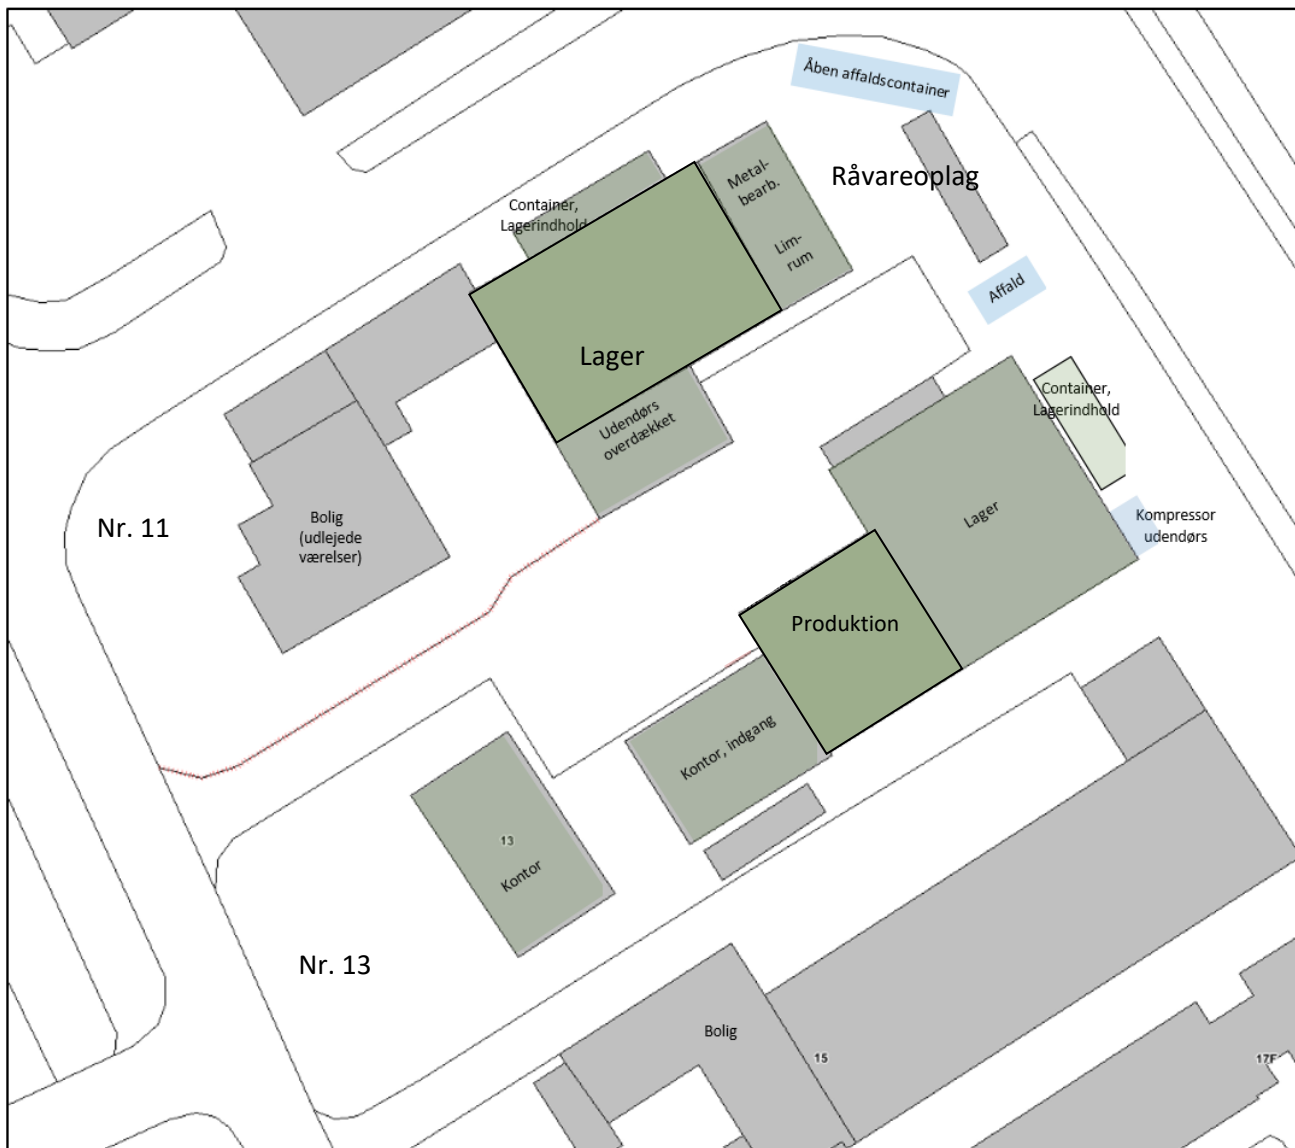 Åben affaldscontainer
Råvareoplag
Metal-
bearb.
Lim-
rum
Container,
Lagerindhold
Affald
Lager
Udendørs
overdækket
Container,
Lagerindhold
Nr. 11
Bolig
(udlejede
værelser)
Lager
Kompressor
udendørs
Produktion
Kontor, indgang
13
Kontor
Nr. 13
Bolig
15